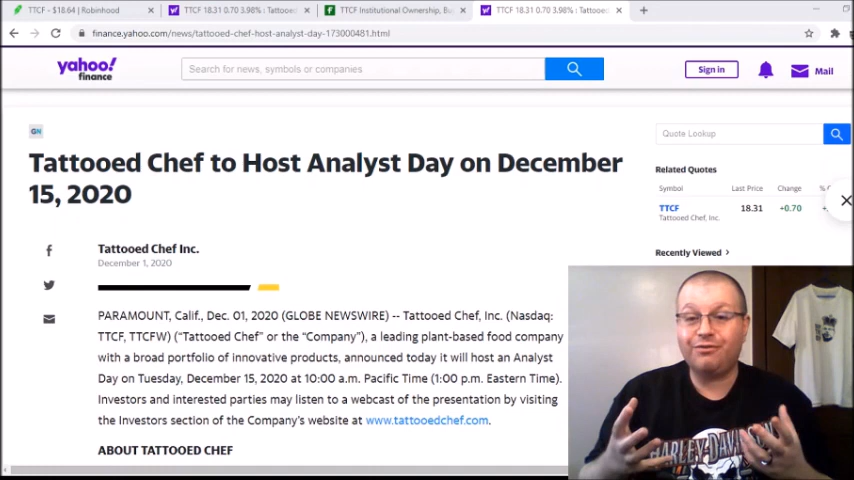 TTCF - $18.64 | Robinhood
TTCF 18.31 0.70 3.98% : Tattooed
TTCF Institutional Ownership, Bu
TTCF 18.31 0.70 3.98% : Tattooed
finance.yahoo.com/news/tattooed-chef-host-analyst-day-173000481.html
yahoo!
finance
Search for news, symbols or companies
Sign in
Mail
GN
Quote Lookup
Tattooed Chef to Host Analyst Day on December
15, 2020
Related Quotes
Symbol Last Price Change %
TTCF 18.31 +0.70
Tattooed Chef, Inc.
Tattooed Chef Inc.
December 1, 2020
Recently Viewed
PARAMOUNT, Calif., Dec. 01, 2020 (GLOBE NEWSWIRE) -- Tattooed Chef, Inc. (Nasdaq:
TTCF, TTCFW) (“Tattooed Chef” or the “Company”), a leading plant-based food company
with a broad portfolio of innovative products, announced today it will host an Analyst
Day on Tuesday, December 15, 2020 at 10:00 a.m. Pacific Time (1:00 p.m. Eastern Time).
Investors and interested parties may listen to a webcast of the presentation by visiting
the Investors section of the Company’s website at www.tattooedchef.com.
ABOUT TATTOOED CHEF
HARLEY-DAVIDSON